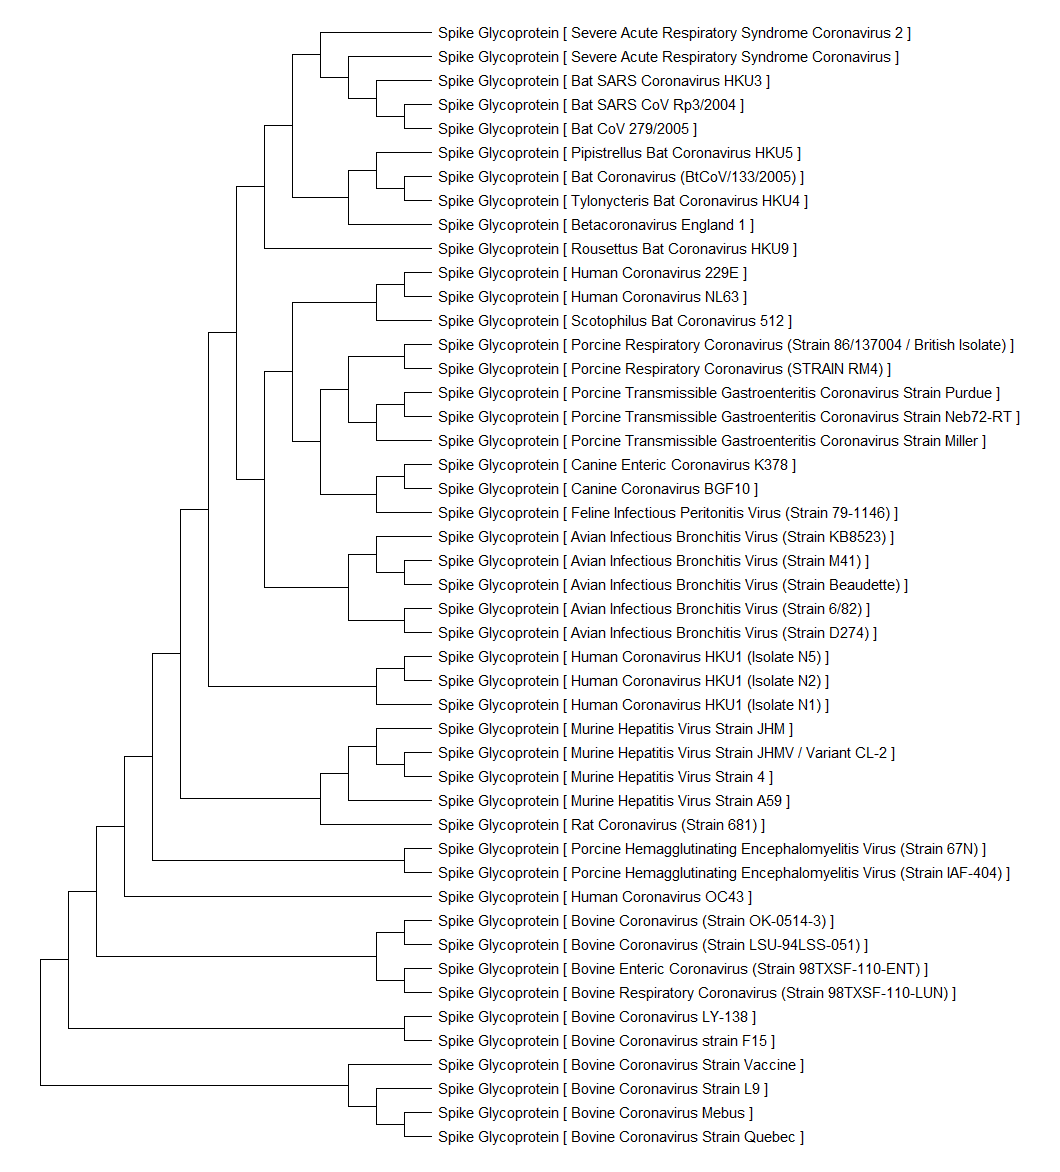 Spike Glycoprotein [ Severe Acute Respiratory Syndrome Coronavirus 2 ]
Spike Glycoprotein [ Severe Acute Respiratory Syndrome Coronavirus ]
Spike Glycoprotein [ Bat SARS Coronavirus HKU3 ]
Spike Glycoprotein [ Bat SARS CoV Rp3/2004 ]
Spike Glycoprotein [ Bat CoV 279/2005 ]
Spike Glycoprotein [ Pipistrellus Bat Coronavirus HKU5 ]
Spike Glycoprotein [ Bat Coronavirus (BtCoV/133/2005) ]
Spike Glycoprotein [ Tylonycteris Bat Coronavirus HKU4 ]
Spike Glycoprotein [ Betacoronavirus England 1 ]
Spike Glycoprotein [ Rousettus Bat Coronavirus HKU9 ]
Spike Glycoprotein [ Human Coronavirus 229E ]
Spike Glycoprotein [ Human Coronavirus NL63 ]
Spike Glycoprotein [ Scotophilus Bat Coronavirus 512 ]
Spike Glycoprotein [ Porcine Respiratory Coronavirus (Strain 86/137004 / British Isolate) ]
Spike Glycoprotein [ Porcine Respiratory Coronavirus (STRAIN RM4) ]
Spike Glycoprotein [ Porcine Transmissible Gastroenteritis Coronavirus Strain Purdue ]
Spike Glycoprotein [ Porcine Transmissible Gastroenteritis Coronavirus Strain Neb72-RT ]
Spike Glycoprotein [ Porcine Transmissible Gastroenteritis Coronavirus Strain Miller ]
Spike Glycoprotein [ Canine Enteric Coronavirus K378 ]
Spike Glycoprotein [ Canine Coronavirus BGF10 ]
Spike Glycoprotein [ Feline Infectious Peritonitis Virus (Strain 79-1146) ]
Spike Glycoprotein [ Avian Infectious Bronchitis Virus (Strain KB8523) ]
Spike Glycoprotein [ Avian Infectious Bronchitis Virus (Strain M41) ]
Spike Glycoprotein [ Avian Infectious Bronchitis Virus (Strain Beaudette) ]
Spike Glycoprotein [ Avian Infectious Bronchitis Virus (Strain 6/82) ]
Spike Glycoprotein [ Avian Infectious Bronchitis Virus (Strain D274) ]
Spike Glycoprotein [ Human Coronavirus HKU1 (Isolate N5) ]
Spike Glycoprotein [ Human Coronavirus HKU1 (Isolate N2) ]
Spike Glycoprotein [ Human Coronavirus HKU1 (Isolate N1) ]
Spike Glycoprotein [ Murine Hepatitis Virus Strain JHM ]
Spike Glycoprotein [ Murine Hepatitis Virus Strain JHMV / Variant CL-2 ]
Spike Glycoprotein [ Murine Hepatitis Virus Strain 4 ]
Spike Glycoprotein [ Murine Hepatitis Virus Strain A59 ]
Spike Glycoprotein [ Rat Coronavirus (Strain 681) ]
Spike Glycoprotein [ Porcine Hemagglutinating Encephalomyelitis Virus (Strain 67N) ]
Spike Glycoprotein [ Porcine Hemagglutinating Encephalomyelitis Virus (Strain IAF-404) ]
Spike Glycoprotein [ Human Coronavirus OC43 ]
Spike Glycoprotein [ Bovine Coronavirus (Strain OK-0514-3) ]
Spike Glycoprotein [ Bovine Coronavirus (Strain LSU-94LSS-051) ]
Spike Glycoprotein [ Bovine Enteric Coronavirus (Strain 98TXSF-110-ENT) ]
Spike Glycoprotein [ Bovine Respiratory Coronavirus (Strain 98TXSF-110-LUN) ]
Spike Glycoprotein [ Bovine Coronavirus LY-138 ]
Spike Glycoprotein [ Bovine Coronavirus strain F15 ]
Spike Glycoprotein [ Bovine Coronavirus Strain Vaccine ]
Spike Glycoprotein [ Bovine Coronavirus Strain L9 ]
Spike Glycoprotein [ Bovine Coronavirus Mebus ]
Spike Glycoprotein [ Bovine Coronavirus Strain Quebec ]